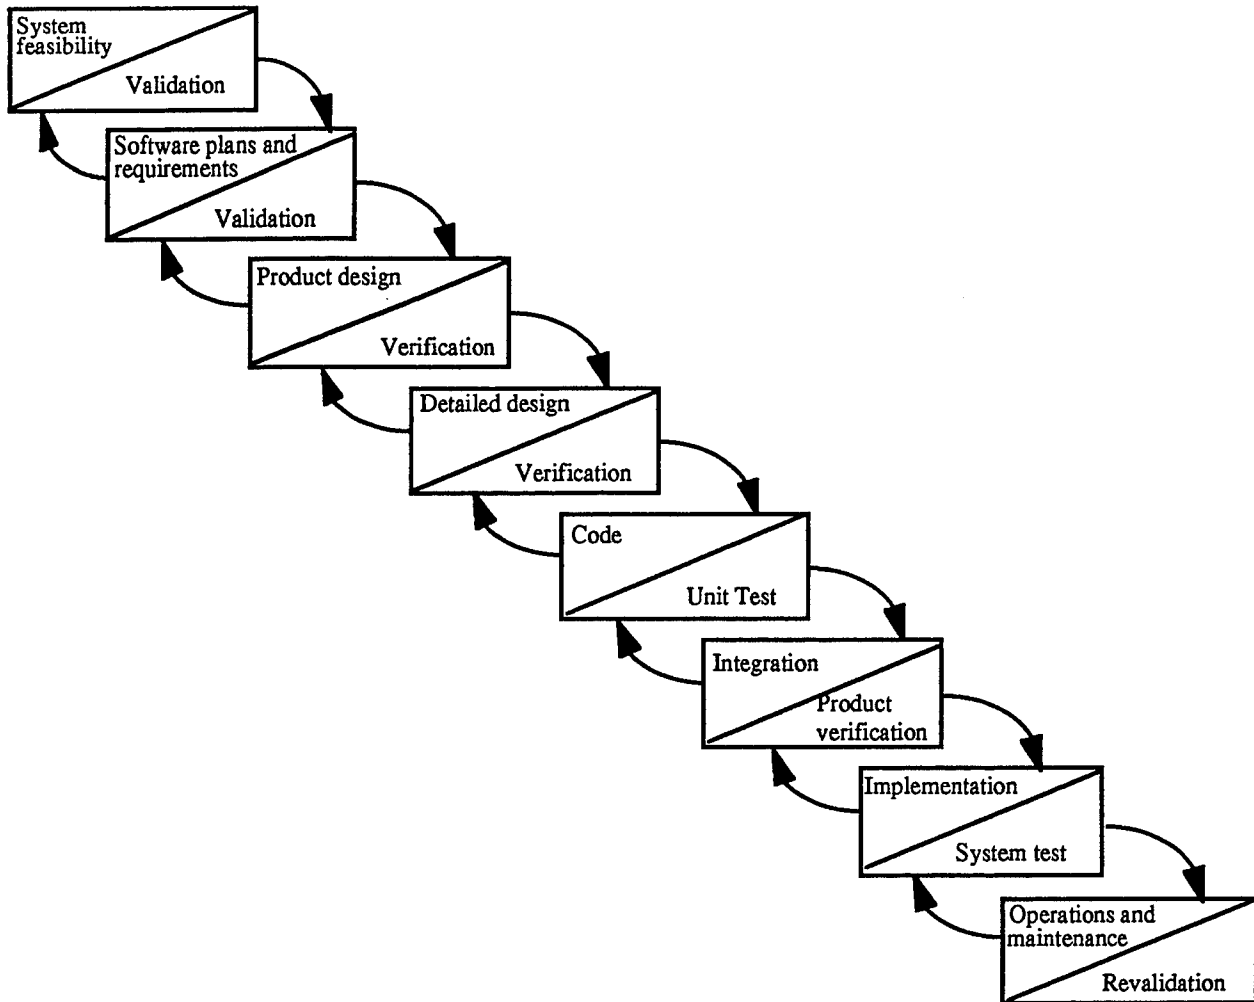 System
feasibility
Validation
Software plans and
requirements
Validation
Product design
Verification
Detailed design
Verification
Code
Unit Test
Integration
Product
verification
Implementation
System test
Operations and
maintenance
Revalidation